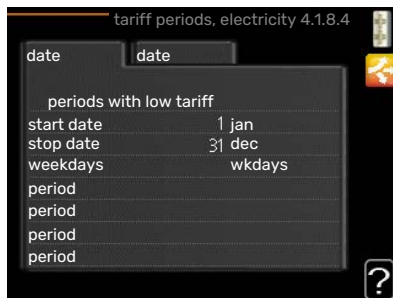 tariff periods, electricity 4.1.8.4
date
date
periods with low tariff
start date 1 jan
stop date 31 dec
weekdays wkdays
period
period
period
period
?